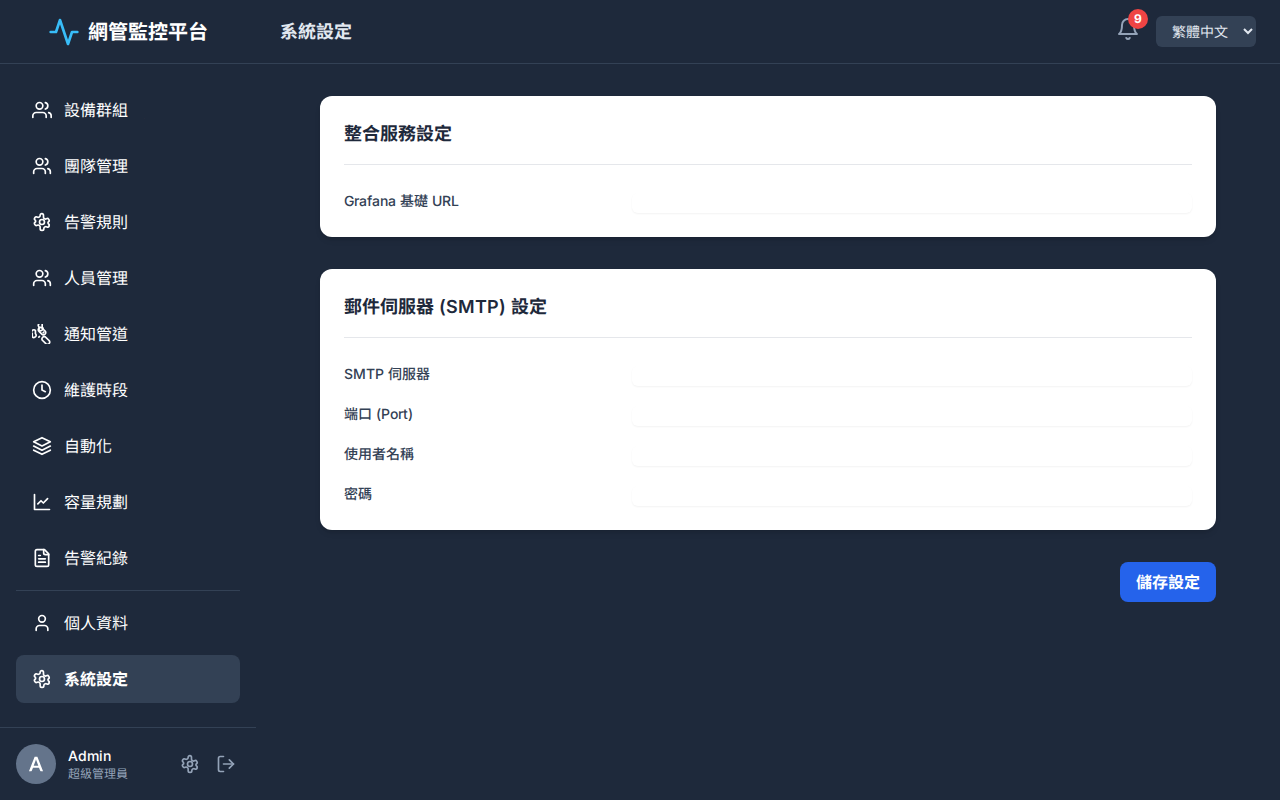 網管監控平台
系統設定
9
繁體中文
設備群組
團隊管理
告警規則
人員管理
通知管道
維護時段
自動化
容量規劃
告警紀錄
個人資料
系統設定
A
Admin
超級管理員
整合服務設定
Grafana 基礎 URL
郵件伺服器 (SMTP) 設定
SMTP 伺服器
端口 (Port)
使用者名稱
密碼
儲存設定